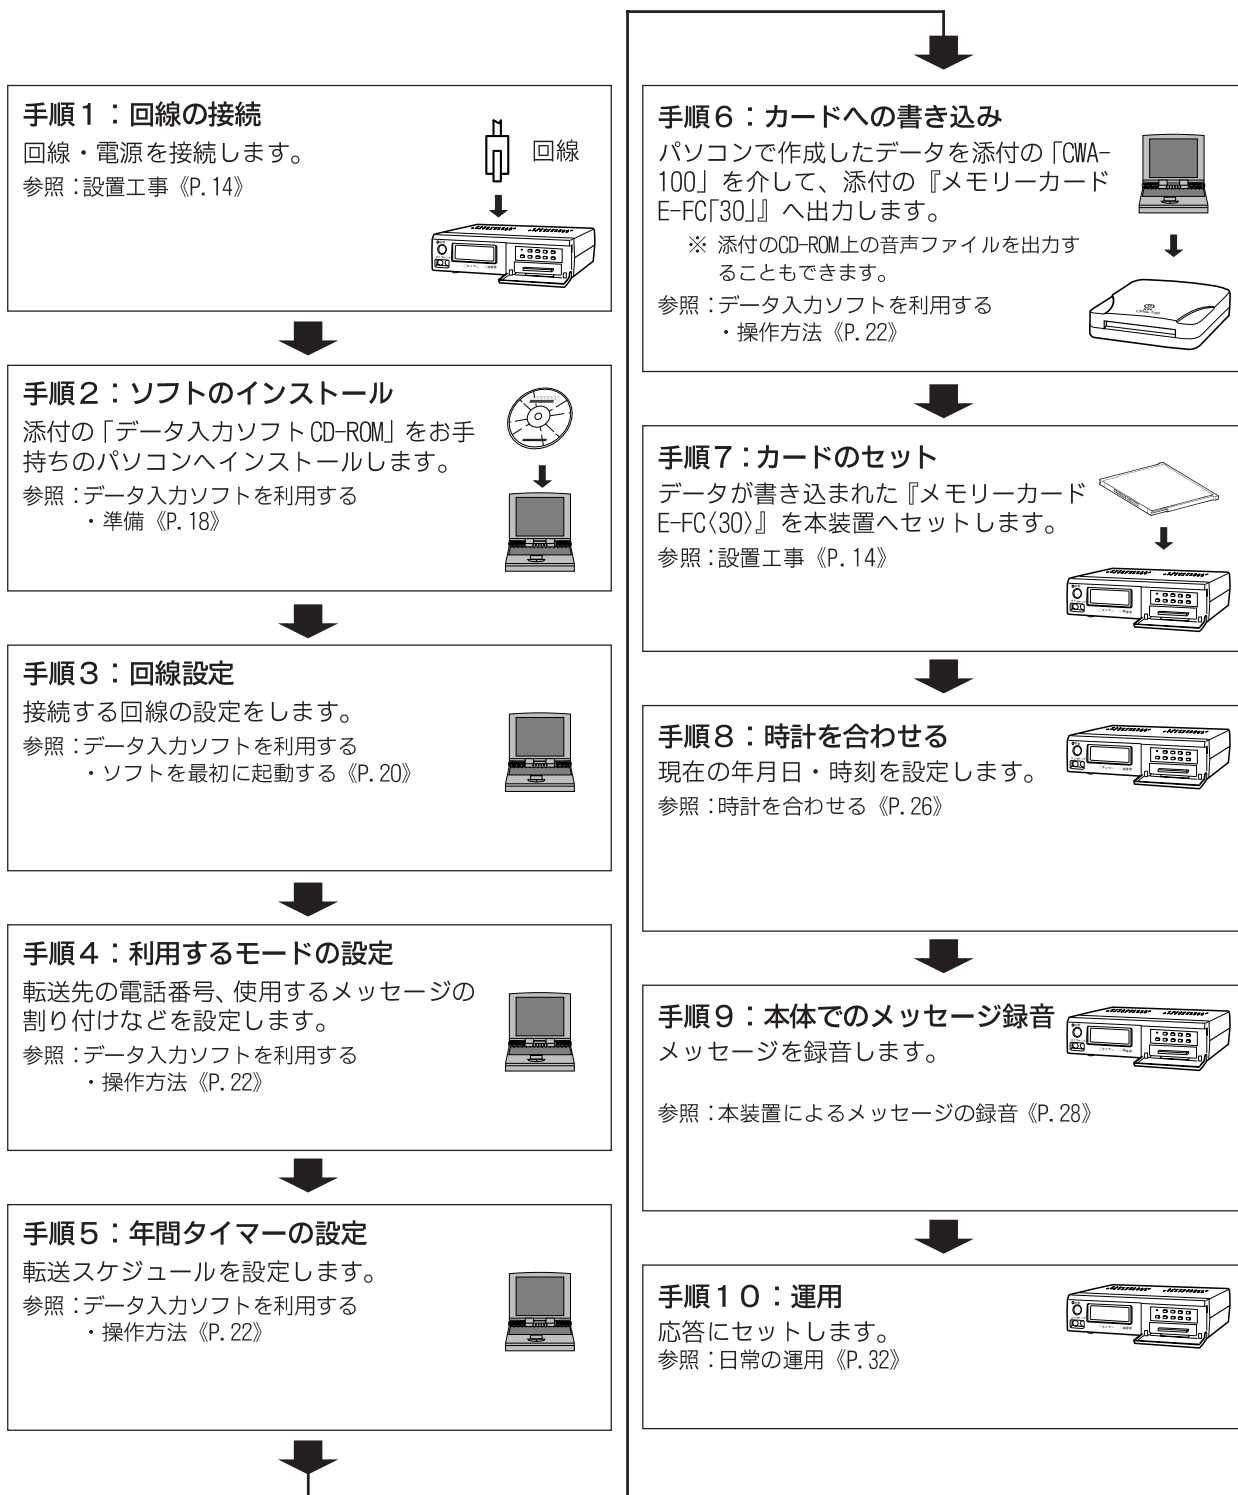 手順1：回線の接続
回線・電源を接続します。
参照：設置工事《P.14》
回線
手順2：ソフトのインストール
添付の「データ入力ソフトCD-ROM」をお手
持ちのパソコンへインストールします。
参照：データ入力ソフトを利用する
・準備《P.18》
手順3：回線設定
接続する回線の設定をします。
参照：データ入力ソフトを利用する
・ソフトを最初に起動する《P.20》
手順4：利用するモードの設定
転送先の電話番号、使用するメッセージの
割り付けなどを設定します。
参照：データ入力ソフトを利用する
・操作方法《P.22》
手順5：年間タイマーの設定
転送スケジュールを設定します。
参照：データ入力ソフトを利用する
・操作方法《P.22》
手順6：カードへの書き込み
パソコンで作成したデータを添付の「CWA-
100」を介して、添付の『メモリーカード
E-FC「30」』へ出力します。
※ 添付のCD-ROM上の音声ファイルを出力す
ることもできます。
参照：データ入力ソフトを利用する
・操作方法《P.22》
手順7：カードのセット
データが書き込まれた『メモリーカード
E-FC〈30〉』を本装置へセットします。
参照：設置工事《P.14》
手順8：時計を合わせる
現在の年月日・時刻を設定します。
参照：時計を合わせる《P.26》
手順9：本体でのメッセージ録音
メッセージを録音します。
参照：本装置によるメッセージの録音《P.28》
手順10：運用
応答にセットします。
参照：日常の運用《P.32》